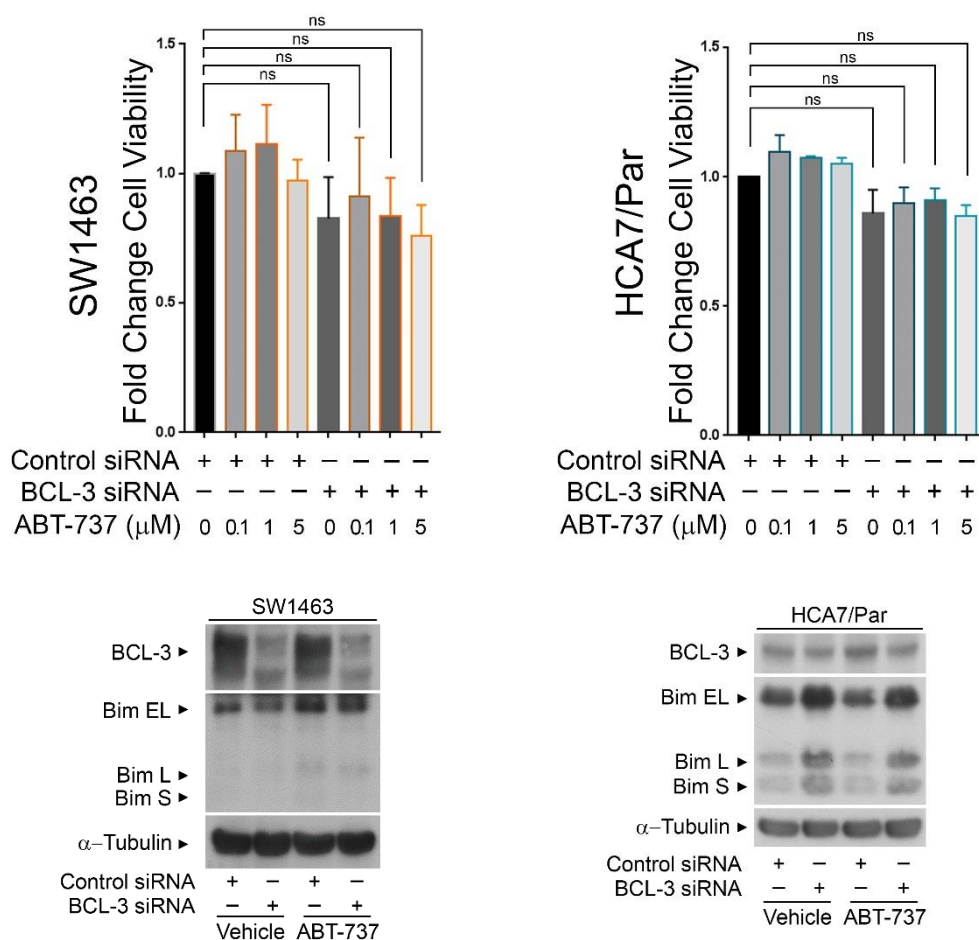 SW1463
Fold Change Cell Viability
ns
ns
ns
ns
1.5
1.0
0.5
0.0
Control siRNA + + + + – – – –
BCL-3 siRNA – – – – + + + +
ABT-737 (μM) 0 0.1 1 5 0 0.1 1 5
HCA7/Par
Fold Change Cell Viability
ns
ns
ns
ns
1.5
1.0
0.5
0.0
Control siRNA + + + + – – – –
BCL-3 siRNA – – – – + + + +
ABT-737 (μM) 0 0.1 1 5 0 0.1 1 5
SW1463
BCL-3 ►
Bim EL ►
Bim L ►
Bim S ►
α–Tubulin ►
Control siRNA + – + –
BCL-3 siRNA – + – +
Vehicle ABT-737
HCA7/Par
BCL-3 ►
Bim EL ►
Bim L ►
Bim S ►
α–Tubulin ►
Control siRNA + – + –
BCL-3 siRNA – + – +
Vehicle ABT-737